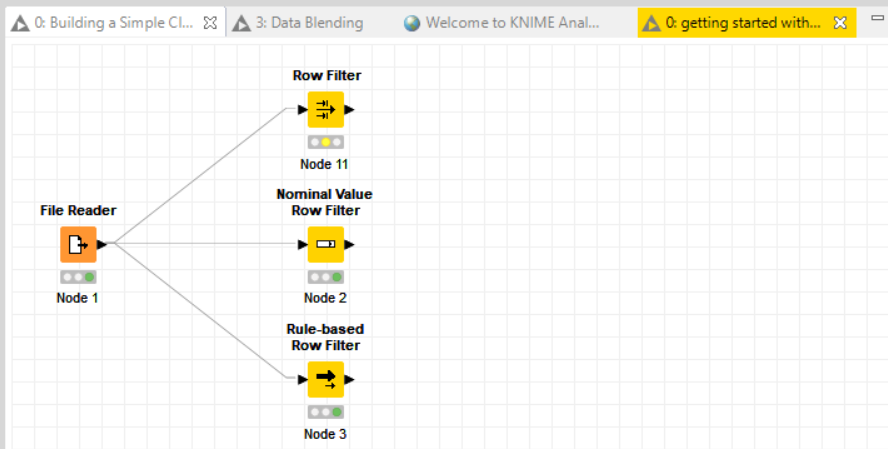 0: Building a Simple Cl...
3: Data Blending
Welcome to KNIME Anal...
0: getting started with...
Row Filter
Node 11
Nominal Value
Row Filter
File Reader
Node 1
Node 2
Rule-based
Row Filter
Node 3